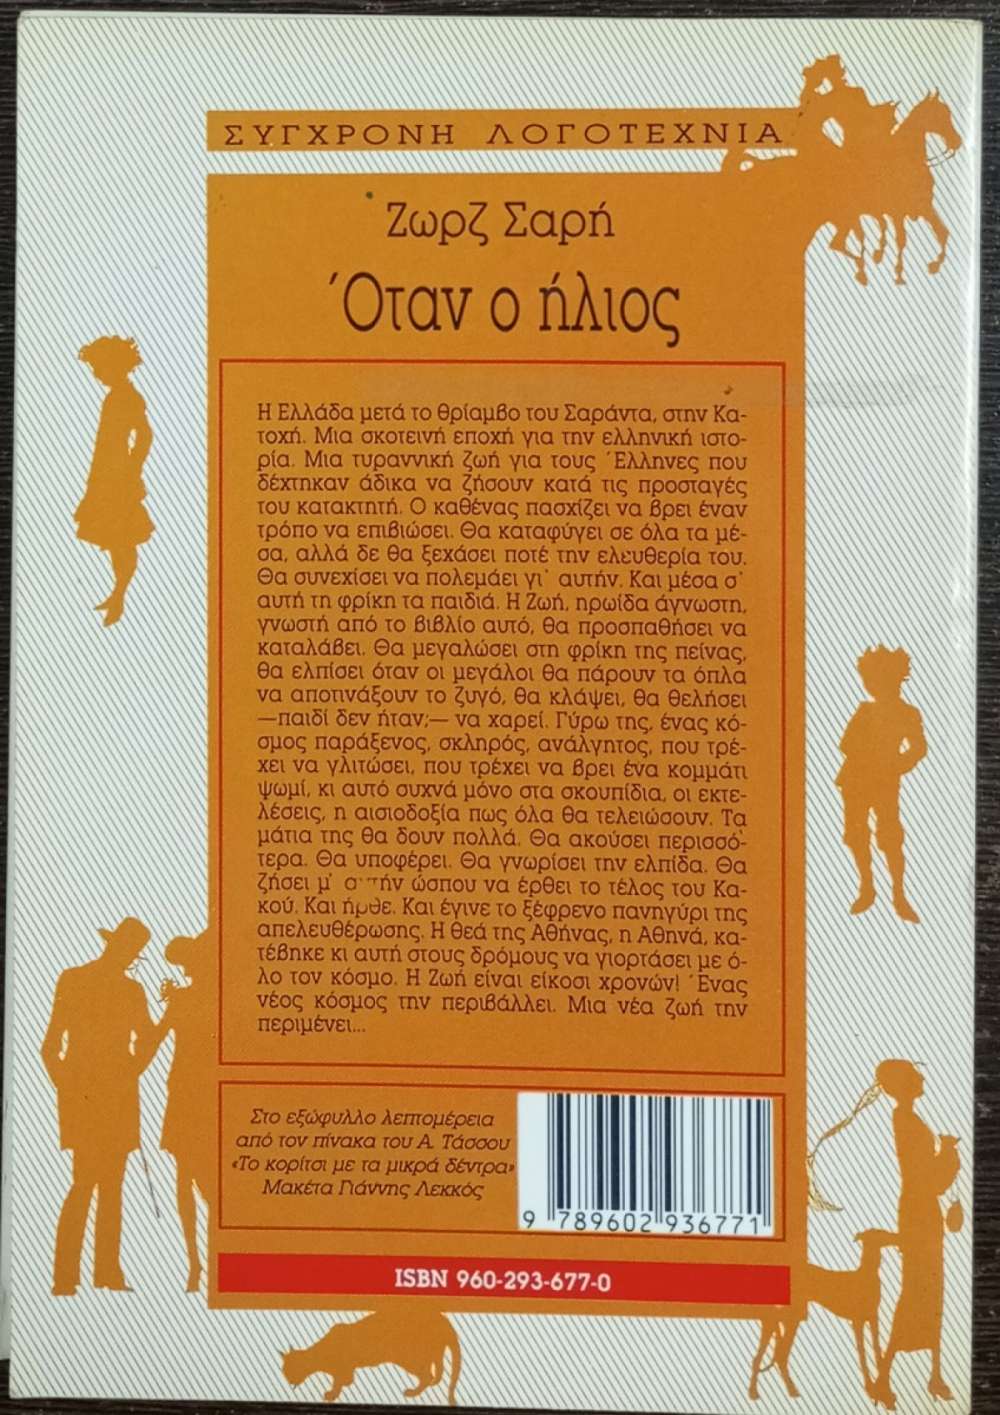 ΣΥΓΧΡΟΝΗ ΛΟΓΟΤΕΧΝΙΑ
Ζωρζ Σαρή
Όταν ο ήλιος
Η Ελλάδα μετά το θρίαμβο του Σαράντα, στην Κα-
τοχή. Μια σκοτεινή εποχή για την ελληνική ιστο-
ρία. Μια τυραννική ζωή για τους Έλληνες που
δέχτηκαν άδικα να ζήσουν κατά τις προσταγές
του κατακτητή. Ο καθένας πασχίζει να βρει έναν
τρόπο να επιβιώσει. Θα καταφύγει σε όλα τα μέ-
σα, αλλά δε θα ξεχάσει ποτέ την ελευθερία του.
Θα συνεχίσει να πολεμάει γι' αυτήν. Και μέσα σ'
αυτή τη φρίκη τα παιδιά. Η Ζωή, ηρωίδα άγνωστη,
γνωστή από το βιβλίο αυτό, θα προσπαθήσει να
καταλάβει. Θα μεγαλώσει στη φρίκη της πείνας,
θα ελπίσει όταν οι μεγάλοι θα πάρουν τα όπλα
να αποτινάξουν το ζυγό, θα κλάψει, θα θελήσει
—παιδί δεν ήταν;— να χαρεί. Γύρω της, ένας κό-
σμος παράξενος, σκληρός, ανάλγητος, που τρέ-
χει να γλιτώσει, που τρέχει να βρει ένα κομμάτι
ψωμί, κι αυτό συχνά μόνο στα σκουπίδια, οι εκτε-
λέσεις, η αισιοδοξία πως όλα θα τελειώσουν. Τα
μάτια της θα δουν πολλά. Θα ακούσει περισσό-
τερα. Θα υποφέρει. Θα γνωρίσει την ελπίδα. Θα
ζήσει μ' αυτήν ώσπου να έρθει το τέλος του Κα-
κού. Και ήρθε. Και έγινε το ξέφρενο πανηγύρι της
απελευθέρωσης. Η θεά της Αθήνας, η Αθηνά, κα-
τέβηκε κι αυτή στους δρόμους να γιορτάσει με ό-
λο τον κόσμο. Η Ζωή είναι είκοσι χρονών! Ένας
νέος κόσμος την περιβάλλει. Μια νέα ζωή την
περιμένει...
Στο εξώφυλλο λεπτομέρεια
από τον πίνακα του Α. Τάσσου
«Το κορίτσι με τα μικρά δέντρα»
Μακέτα Γιάννης Λεκκός
9 789602 936771
ISBN 960-293-677-0